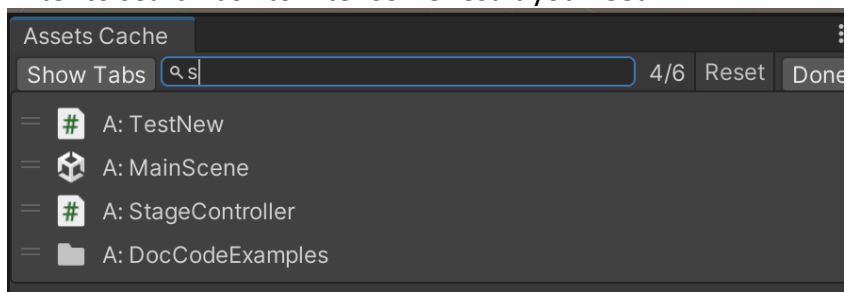 Assets Cache
Show Tabs s 4/6 Reset Done
# A: TestNew
A: MainScene
# A: StageController
A: DocCodeExamples